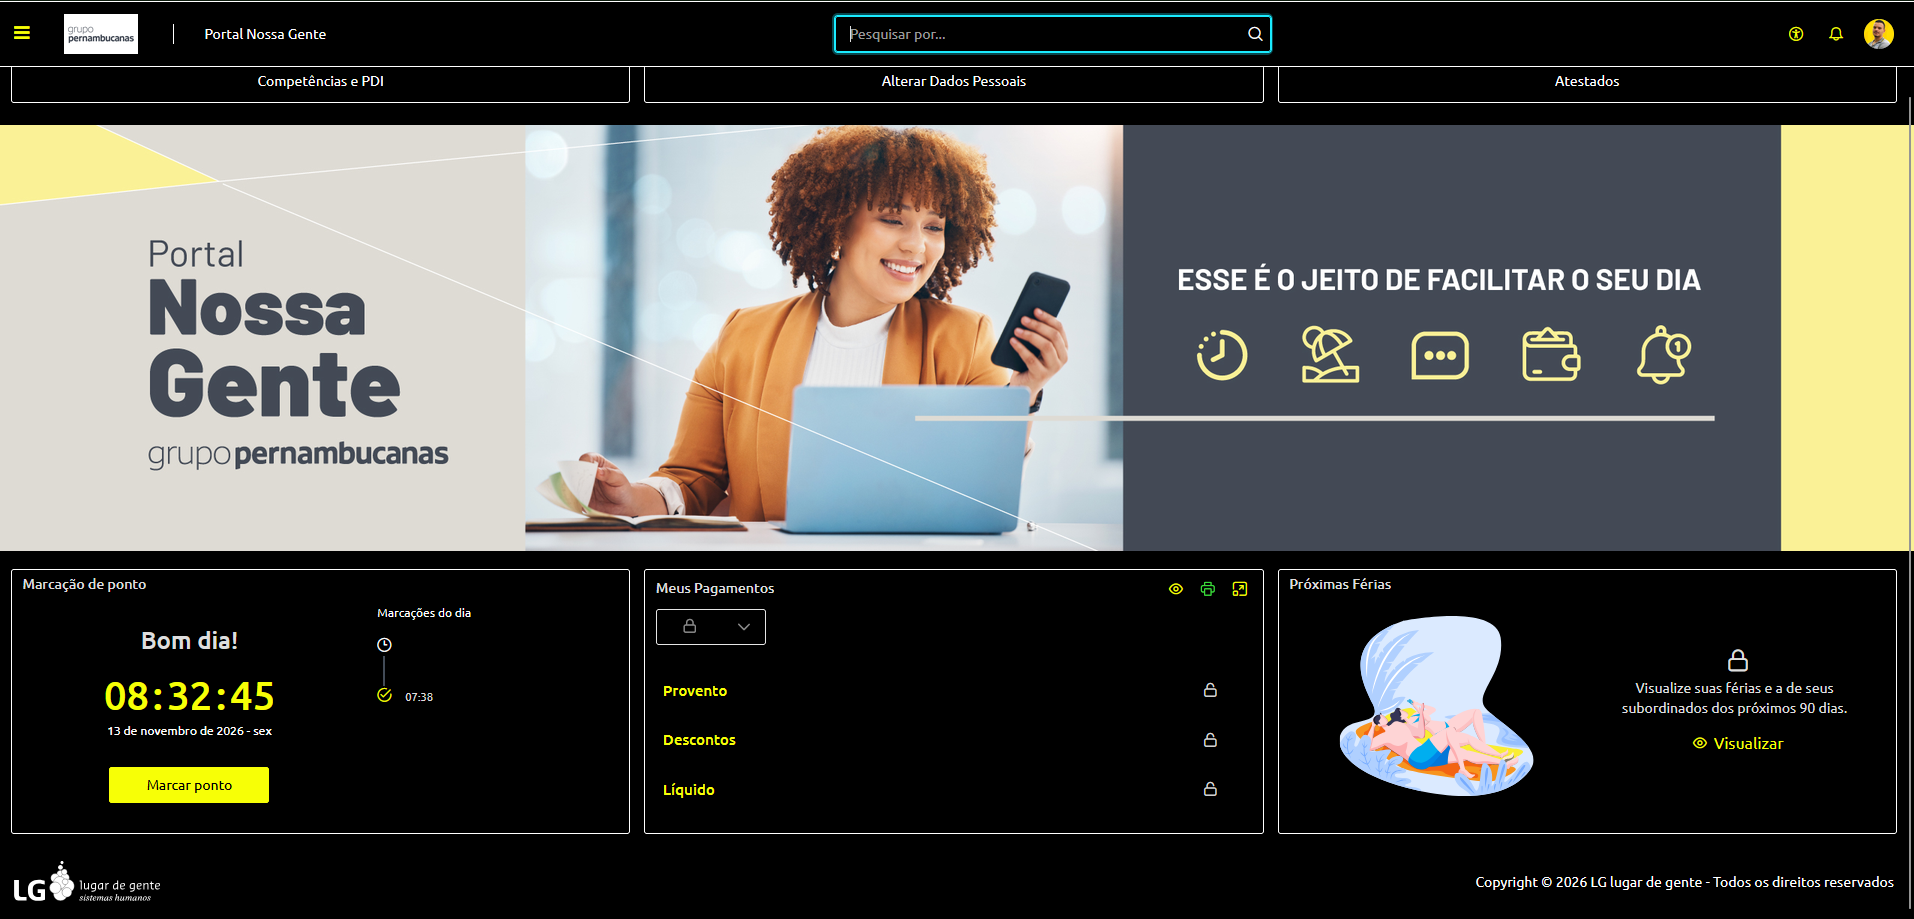 grupo
pernambucanas
Portal Nossa Gente
Pesquisar por...
Competências e PDI
Alterar Dados Pessoais
Atestados
Portal
Nossa
Gente
grupopernambucanas
ESSE É O JEITO DE FACILITAR O SEU DIA
1
Marcação de ponto
Bom dia!
08:32:45
13 de novembro de 2026 - sex
Marcar ponto
Marcações do dia
07:38
Meus Pagamentos
Provento
Descontos
Líquido
Próximas Férias
Visualize suas férias e a de seus
subordinados dos próximos 90 dias.
Visualizar
LG lugar de gente
sistemas humanos
Copyright © 2026 LG lugar de gente - Todos os direitos reservados